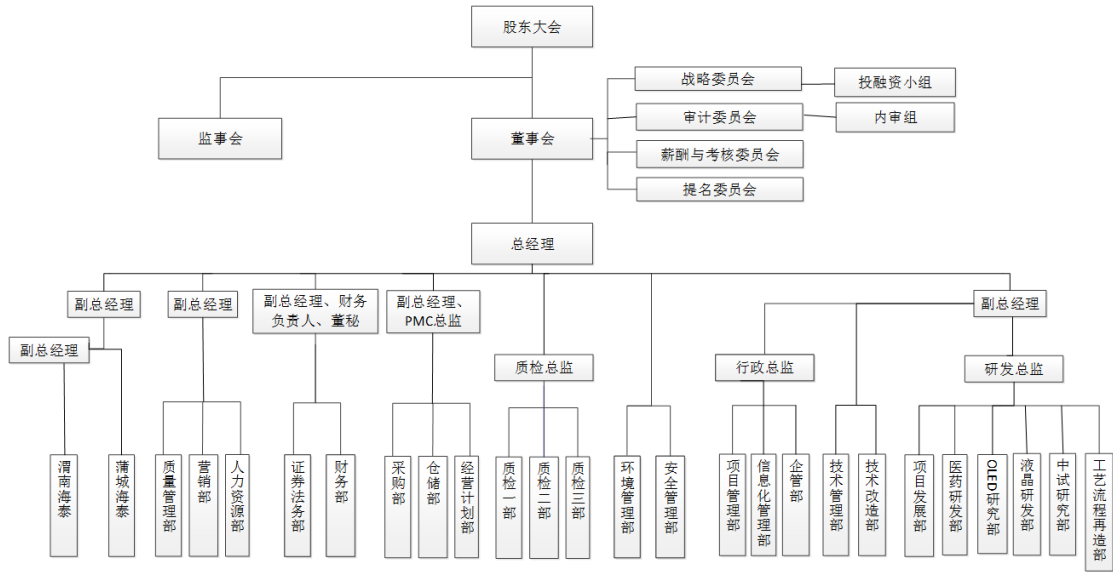 股东大会
战略委员会
投融资小组
监事会
董事会
审计委员会
内审组
薪酬与考核委员会
提名委员会
总经理
副总经理
副总经理
副总经理、财务
负责人、董秘
副总经理、
PMC总监
副总经理
副总经理
质检总监
行政总监
研发总监
渭南海泰
蒲城海泰
质量管理部
营销部
人力资源部
证券法务部
财务部
采购部
仓储部
经营计划部
质检一部
质检二部
质检三部
环境管理部
安全管理部
项目管理部
信息化管理部
企管部
技术管理部
技术改造部
项目发展部
医药研发部
OLED研究部
液晶研发部
中试研究部
工艺流程再造部